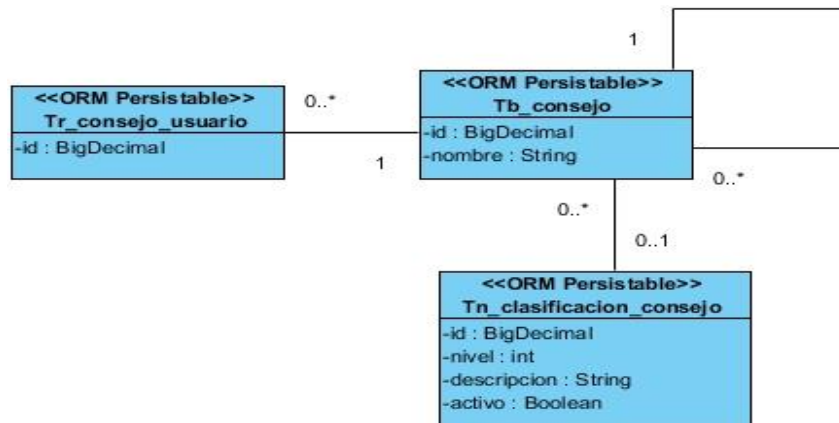 1
<<ORM Persistable>>
Tr_consejo_usuario
-id : BigDecimal
0..*
1
<<ORM Persistable>>
Tb_consejo
-id : BigDecimal
-nombre : String
0..*
0..*
0..1
<<ORM Persistable>>
Tn_clasificacion_consejo
-id : BigDecimal
-nivel : int
-descripcion : String
-activo : Boolean